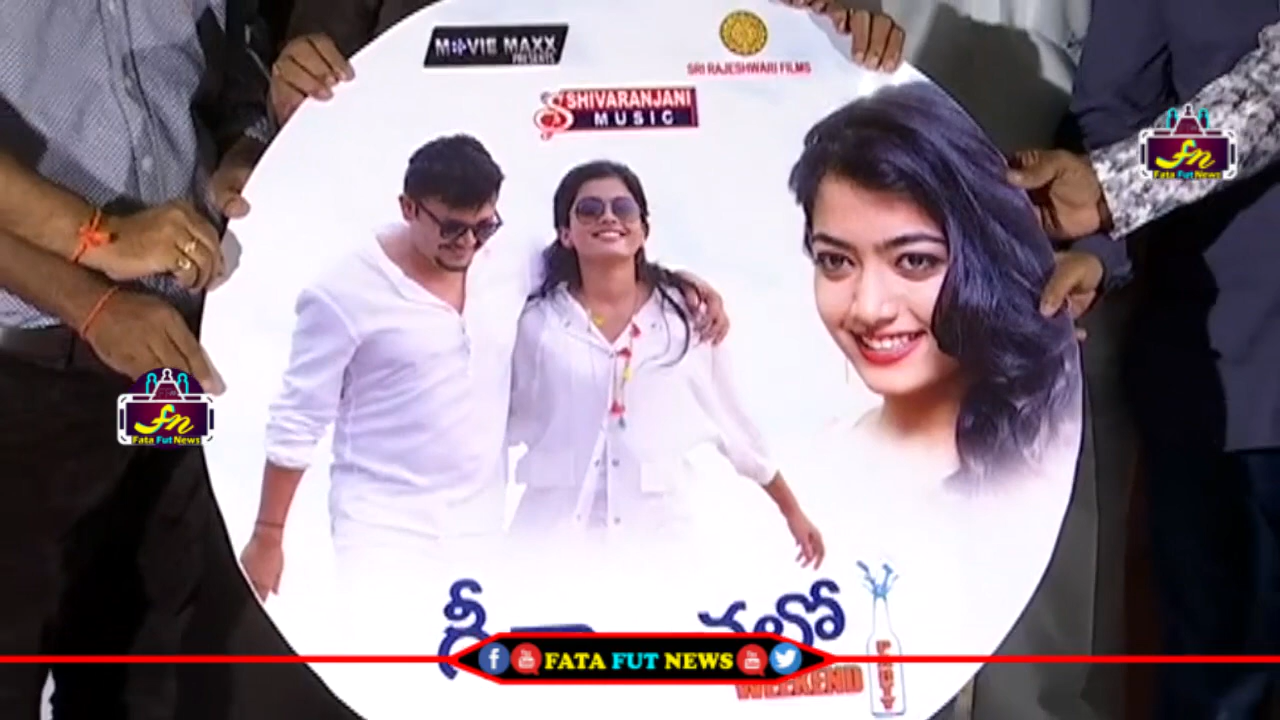 MOVIE MAXX
PRESENTS
SRI RAJESHWARI FILMS
SHIVARANJANI
MUSIC
fn
Fata Fut News
fn
Fata Fut News
FATA FUT NEWS
WEEKEND
PARTY